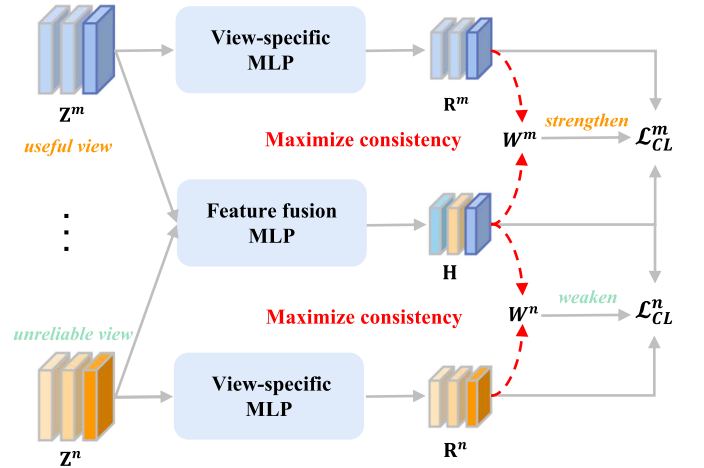 View-specific
MLP
Z^m
R^m
useful view
Maximize consistency
W^m
strengthen
ℒ_CL^m
Feature fusion
MLP
H
unreliable view
Maximize consistency
W^n
weaken
ℒ_CL^n
View-specific
MLP
Z^n
R^n